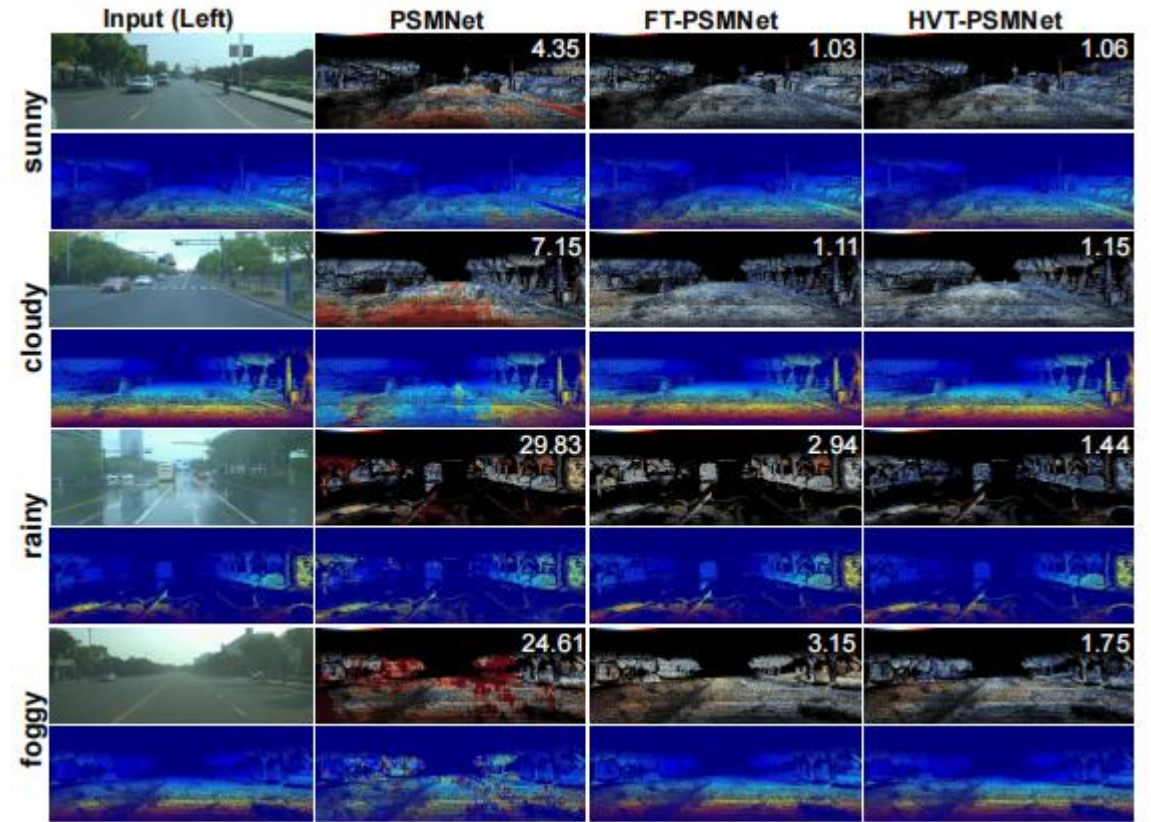 Input (Left) PSMNet FT-PSMNet HVT-PSMNet
sunny 4.35 1.03 1.06
cloudy 7.15 1.11 1.15
rainy 29.83 2.94 1.44
foggy 24.61 3.15 1.75